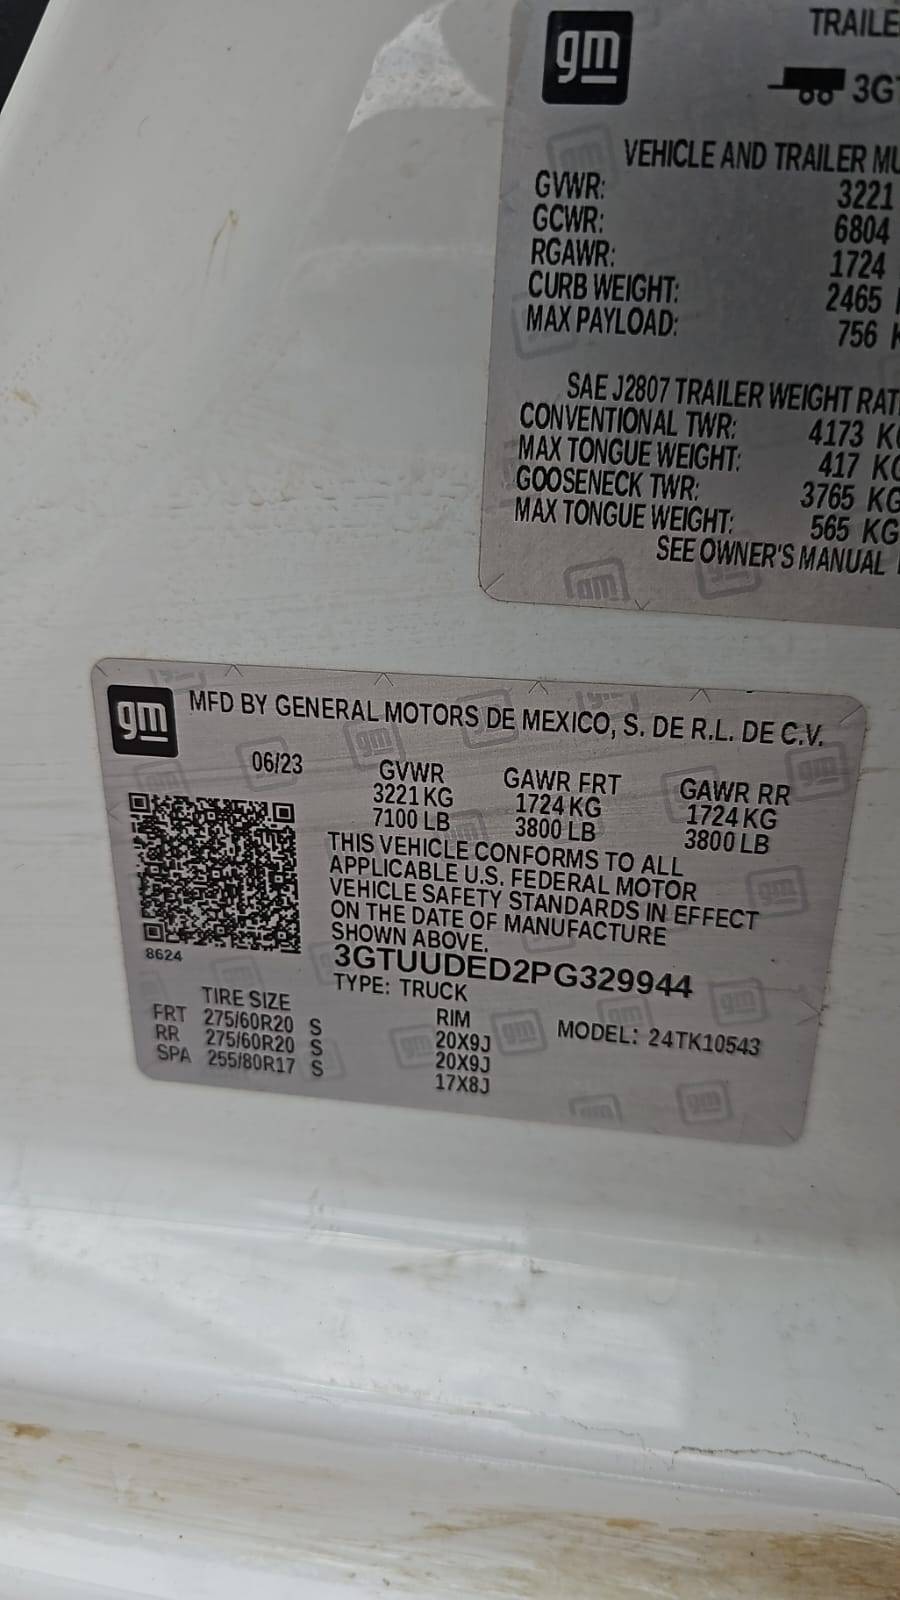 gm
TRAILE
3G
VEHICLE AND TRAILER MU
GVWR: 3221
GCWR: 6804
RGAWR: 1724
CURB WEIGHT: 2465
MAX PAYLOAD: 756 K
SAE J2807 TRAILER WEIGHT RAT
CONVENTIONAL TWR: 4173 KG
MAX TONGUE WEIGHT: 417 KG
GOOSENECK TWR: 3765 KG
MAX TONGUE WEIGHT: 565 KG
SEE OWNER'S MANUAL
gm
MFD BY GENERAL MOTORS DE MEXICO, S. DE R.L. DE C.V.
06/23 GVWR GAWR FRT GAWR RR
3221 KG 1724 KG 1724 KG
7100 LB 3800 LB 3800 LB
THIS VEHICLE CONFORMS TO ALL
APPLICABLE U.S. FEDERAL MOTOR
VEHICLE SAFETY STANDARDS IN EFFECT
ON THE DATE OF MANUFACTURE
SHOWN ABOVE.
8624
3GTUUDED2PG329944
TYPE: TRUCK
TIRE SIZE RIM MODEL: 24TK10543
FRT 275/60R20 S 20X9J
RR 275/60R20 S 20X9J
SPA 255/80R17 S 17X8J